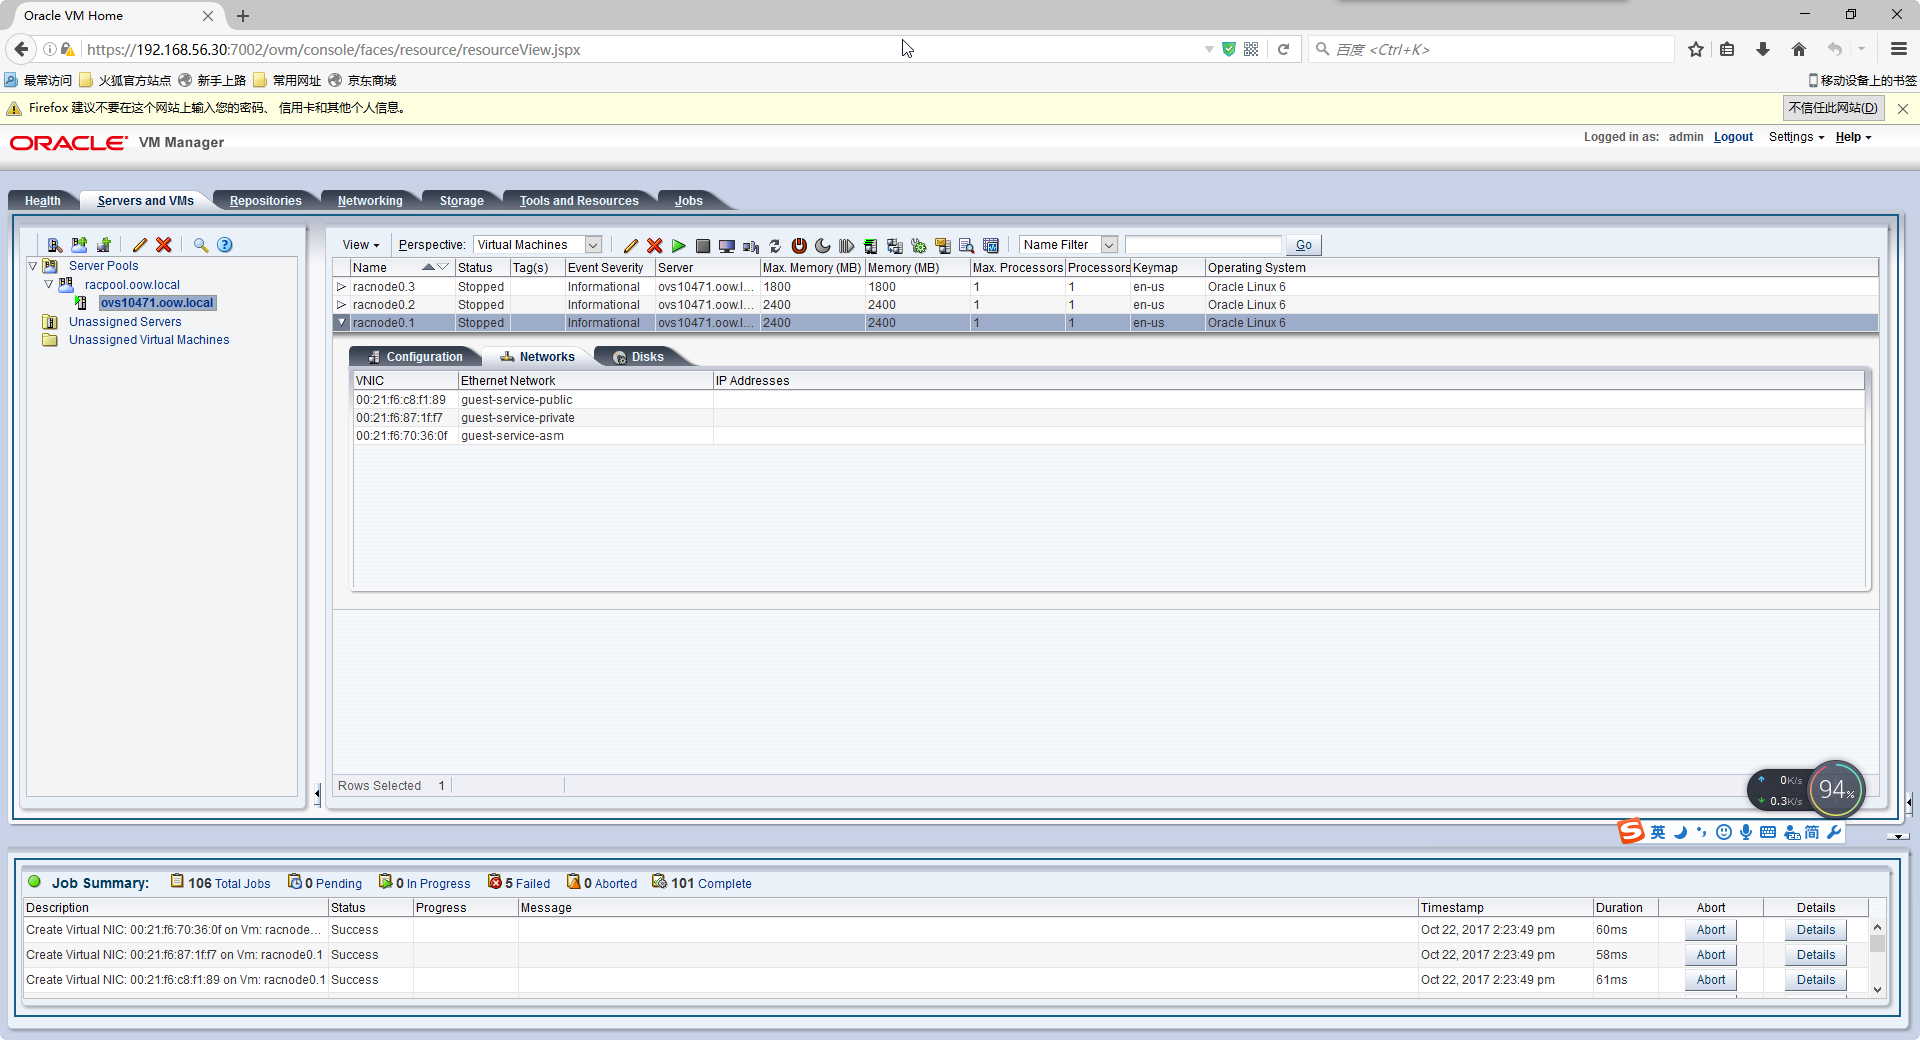 Oracle VM Home
https://192.168.56.30:7002/ovm/console/faces/resource/resourceView.jspx
百度 <Ctrl+K>
最常访问 火狐官方站点 新手上路 常用网址 京东商城 移动设备上的书签
Firefox 建议不要在这个网站上输入您的密码、 信用卡和其他个人信息。 不信任此网站(D)
ORACLE VM Manager
Logged in as: admin Logout Settings Help
Health Servers and VMs Repositories Networking Storage Tools and Resources Jobs
Server Pools
racpool.oow.local
ovs10471.oow.local
Unassigned Servers
Unassigned Virtual Machines
View Perspective: Virtual Machines Name Filter Go
Name Status Tag(s) Event Severity Server Max. Memory (MB) Memory (MB) Max. Processors Processors Keymap Operating System
racnode0.3 Stopped Informational ovs10471.oow.l... 1800 1800 1 1 en-us Oracle Linux 6
racnode0.2 Stopped Informational ovs10471.oow.l... 2400 2400 1 1 en-us Oracle Linux 6
racnode0.1 Stopped Informational ovs10471.oow.l... 2400 2400 1 1 en-us Oracle Linux 6
Configuration Networks Disks
VNIC Ethernet Network IP Addresses
00:21:f6:c8:f1:89 guest-service-public
00:21:f6:87:1f:f7 guest-service-private
00:21:f6:70:36:0f guest-service-asm
Rows Selected 1
0K/s
0.3K/s
94%
英 简
Job Summary: 106 Total Jobs 0 Pending 0 In Progress 5 Failed 0 Aborted 101 Complete
Description Status Progress Message Timestamp Duration Abort Details
Create Virtual NIC: 00:21:f6:70:36:0f on Vm: racnode... Success Oct 22, 2017 2:23:49 pm 60ms Abort Details
Create Virtual NIC: 00:21:f6:87:1f:f7 on Vm: racnode0.1 Success Oct 22, 2017 2:23:49 pm 58ms Abort Details
Create Virtual NIC: 00:21:f6:c8:f1:89 on Vm: racnode0.1 Success Oct 22, 2017 2:23:49 pm 61ms Abort Details